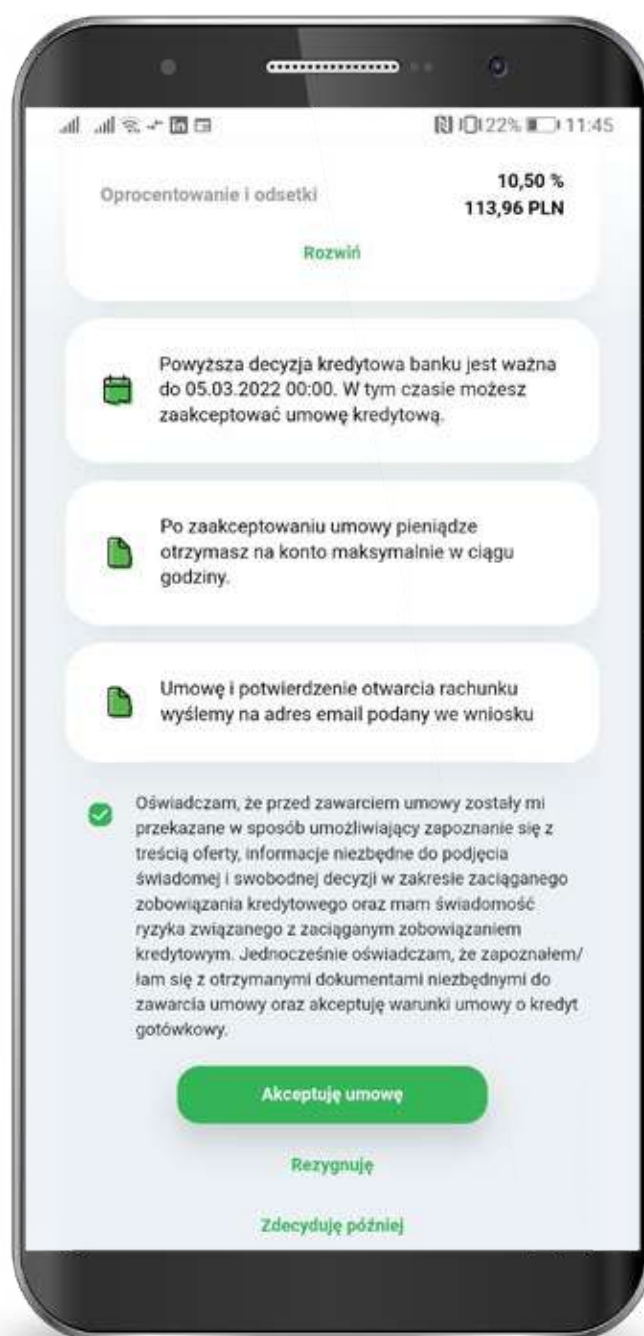 22% 11:45
Oprocentowanie i odsetki
10,50 %
113,96 PLN
Rozwiń
Powyższa decyzja kredytowa banku jest ważna
do 05.03.2022 00:00. W tym czasie możesz
zaakceptować umowę kredytową.
Po zaakceptowaniu umowy pieniądze
otrzymasz na konto maksymalnie w ciągu
godziny.
Umowę i potwierdzenie otwarcia rachunku
wyślemy na adres email podany we wniosku
Oświadczam, że przed zawarciem umowy zostały mi
przekazane w sposób umożliwiający zapoznanie się z
treścią oferty, informacje niezbędne do podjęcia
świadomej i swobodnej decyzji w zakresie zaciąganego
zobowiązania kredytowego oraz mam świadomość
ryzyka związanego z zaciąganym zobowiązaniem
kredytowym. Jednocześnie oświadczam, że zapoznałem/
łam się z otrzymanymi dokumentami niezbędnymi do
zawarcia umowy oraz akceptuję warunki umowy o kredyt
gotówkowy.
Akceptuję umowę
Rezygnuję
Zdecyduję później